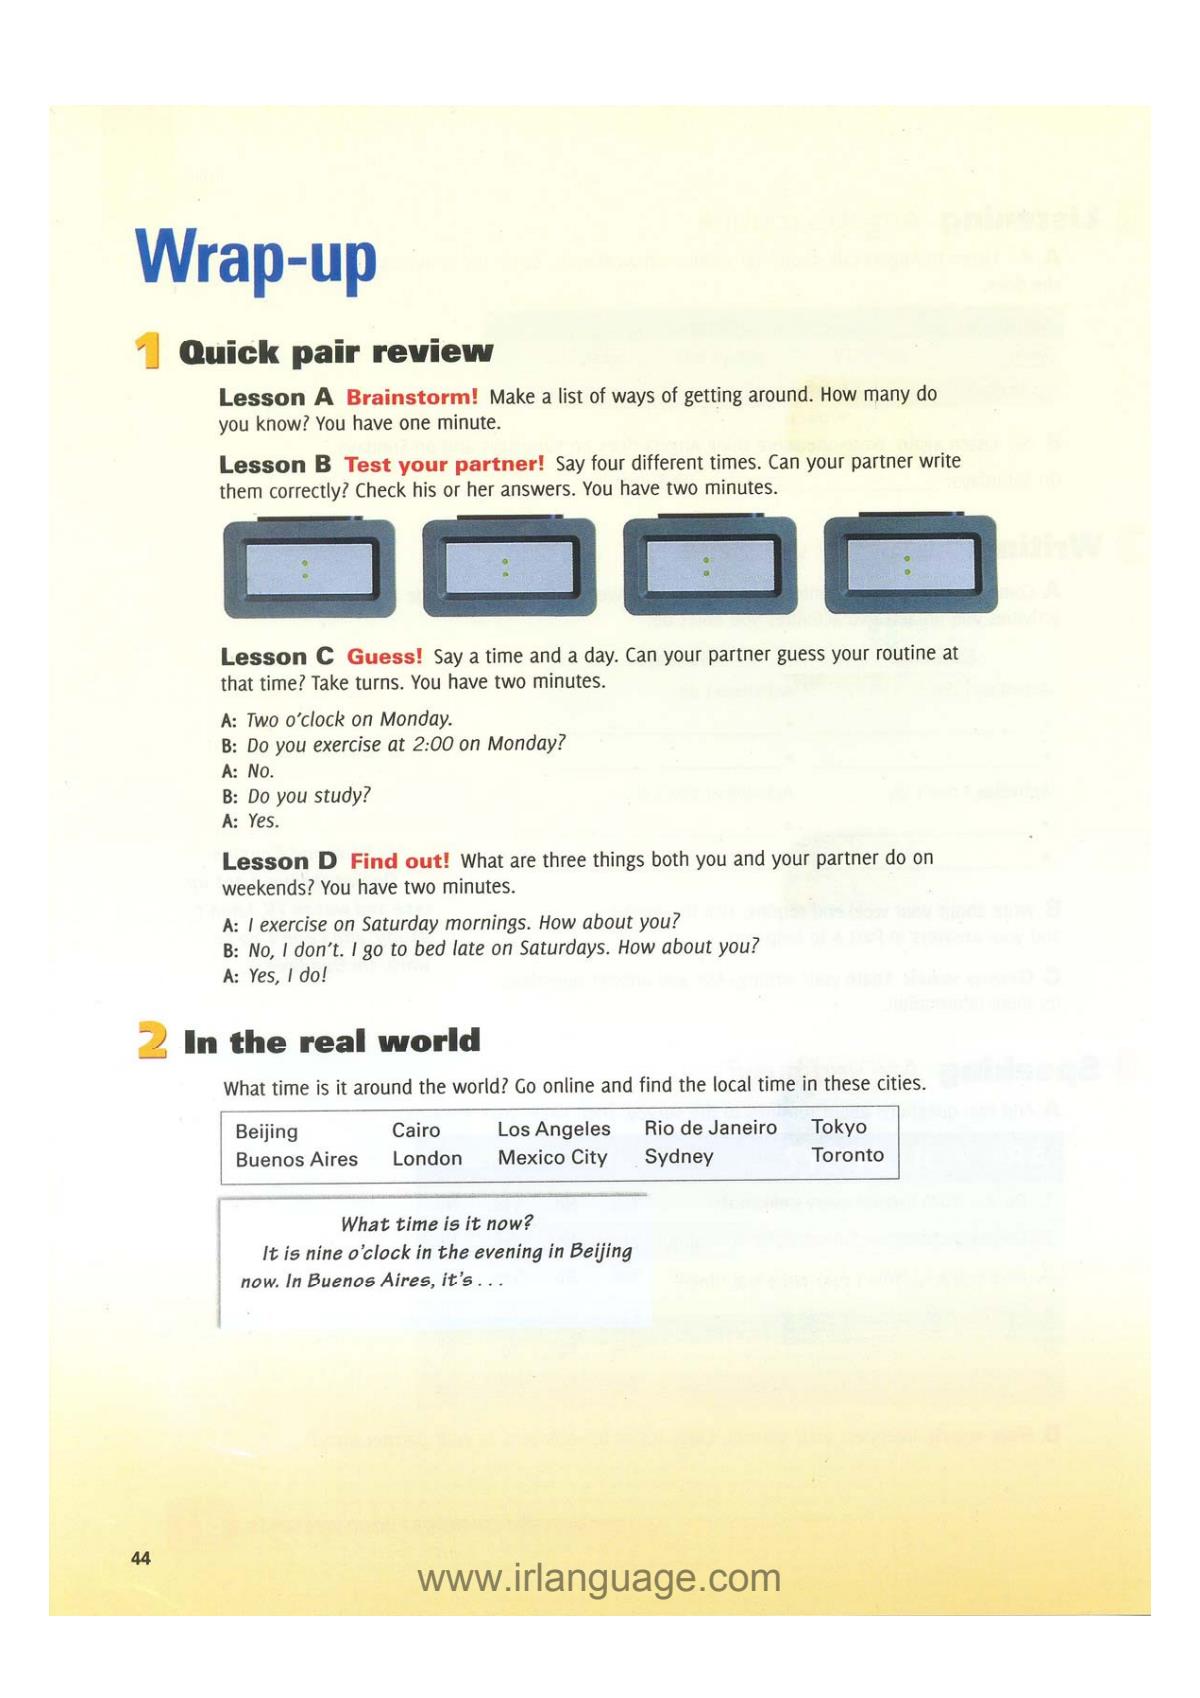 Wrap-up
1 Quick pair review
Lesson A Brainstorm! Make a list of ways of getting around. How many do
you know? You have one minute.
Lesson B Test your partner! Say four different times. Can your partner write
them correctly? Check his or her answers. You have two minutes.
: : : :
Lesson C Guess! Say a time and a day. Can your partner guess your routine at
that time? Take turns. You have two minutes.
A: Two o'clock on Monday.
B: Do you exercise at 2:00 on Monday?
A: No.
B: Do you study?
A: Yes.
Lesson D Find out! What are three things both you and your partner do on
weekends? You have two minutes.
A: I exercise on Saturday mornings. How about you?
B: No, I don't. I go to bed late on Saturdays. How about you?
A: Yes, I do!
2 In the real world
What time is it around the world? Go online and find the local time in these cities.
Beijing Cairo Los Angeles Rio de Janeiro Tokyo
Buenos Aires London Mexico City Sydney Toronto
What time is it now?
It is nine o'clock in the evening in Beijing
now. In Buenos Aires, it's . . .
44
www.irlanguage.com